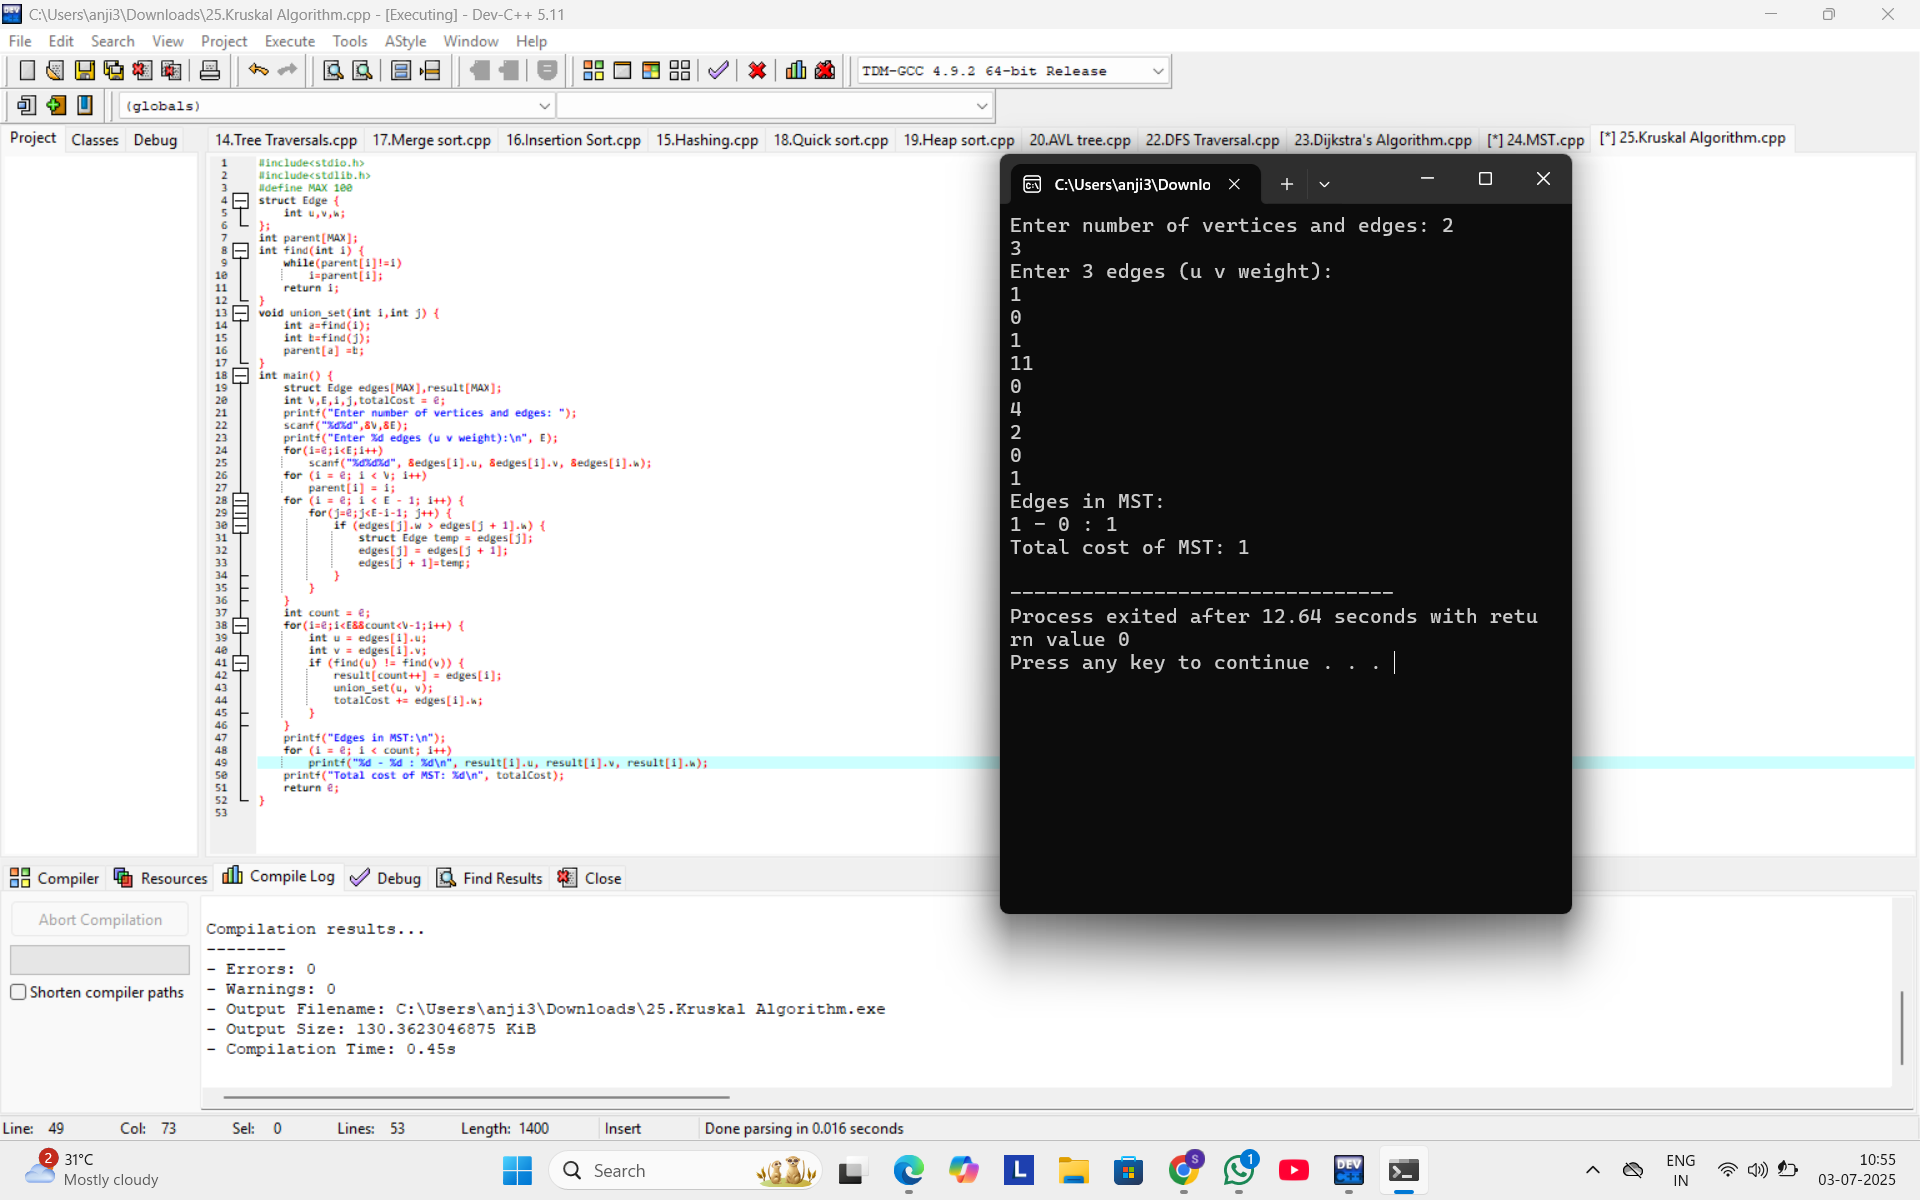 C:\Users\anji3\Downloads\25.Kruskal Algorithm.cpp - [Executing] - Dev-C++ 5.11
File Edit Search View Project Execute Tools AStyle Window Help
TDM-GCC 4.9.2 64-bit Release
(globals)
Project Classes Debug
14.Tree Traversals.cpp 17.Merge sort.cpp 16.Insertion Sort.cpp 15.Hashing.cpp 18.Quick sort.cpp 19.Heap sort.cpp 20.AVL tree.cpp 22.DFS Traversal.cpp 23.Dijkstra's Algorithm.cpp [*] 24.MST.cpp [*] 25.Kruskal Algorithm.cpp
1 #include<stdio.h>
2 #include<stdlib.h>
3 #define MAX 100
4 struct Edge {
5 int u,v,w;
6 };
7 int parent[MAX];
8 int find(int i) {
9 while(parent[i]!=i)
10 i=parent[i];
11 return i;
12 }
13 void union_set(int i,int j) {
14 int a=find(i);
15 int b=find(j);
16 parent[a] =b;
17 }
18 int main() {
19 struct Edge edges[MAX],result[MAX];
20 int V,E,i,j,totalCost = 0;
21 printf("Enter number of vertices and edges: ");
22 scanf("%d%d",&V,&E);
23 printf("Enter %d edges (u v weight):\n", E);
24 for(i=0;i<E;i++)
25 scanf("%d%d%d", &edges[i].u, &edges[i].v, &edges[i].w);
26 for (i = 0; i < V; i++)
27 parent[i] = i;
28 for (i = 0; i < E - 1; i++) {
29 for(j=0;j<E-i-1; j++) {
30 if (edges[j].w > edges[j + 1].w) {
31 struct Edge temp = edges[j];
32 edges[j] = edges[j + 1];
33 edges[j + 1]=temp;
34 }
35 }
36 }
37 int count = 0;
38 for(i=0;i<E&&count<V-1;i++) {
39 int u = edges[i].u;
40 int v = edges[i].v;
41 if (find(u) != find(v)) {
42 result[count++] = edges[i];
43 union_set(u, v);
44 totalCost += edges[i].w;
45 }
46 }
47 printf("Edges in MST:\n");
48 for (i = 0; i < count; i++)
49 printf("%d - %d : %d\n", result[i].u, result[i].v, result[i].w);
50 printf("Total cost of MST: %d\n", totalCost);
51 return 0;
52 }
53
C:\Users\anji3\Downlo
Enter number of vertices and edges: 2
3
Enter 3 edges (u v weight):
1
0
1
11
0
4
2
0
1
Edges in MST:
1 - 0 : 1
Total cost of MST: 1
--------------------------------
Process exited after 12.64 seconds with retu
rn value 0
Press any key to continue . . .
Compiler Resources Compile Log Debug Find Results Close
Abort Compilation
Shorten compiler paths
Compilation results...
--------
- Errors: 0
- Warnings: 0
- Output Filename: C:\Users\anji3\Downloads\25.Kruskal Algorithm.exe
- Output Size: 130.3623046875 KiB
- Compilation Time: 0.45s
Line: 49 Col: 73 Sel: 0 Lines: 53 Length: 1400 Insert Done parsing in 0.016 seconds
2
31°C
Mostly cloudy
Search
L
S
1
DEV
ENG
IN
10:55
03-07-2025